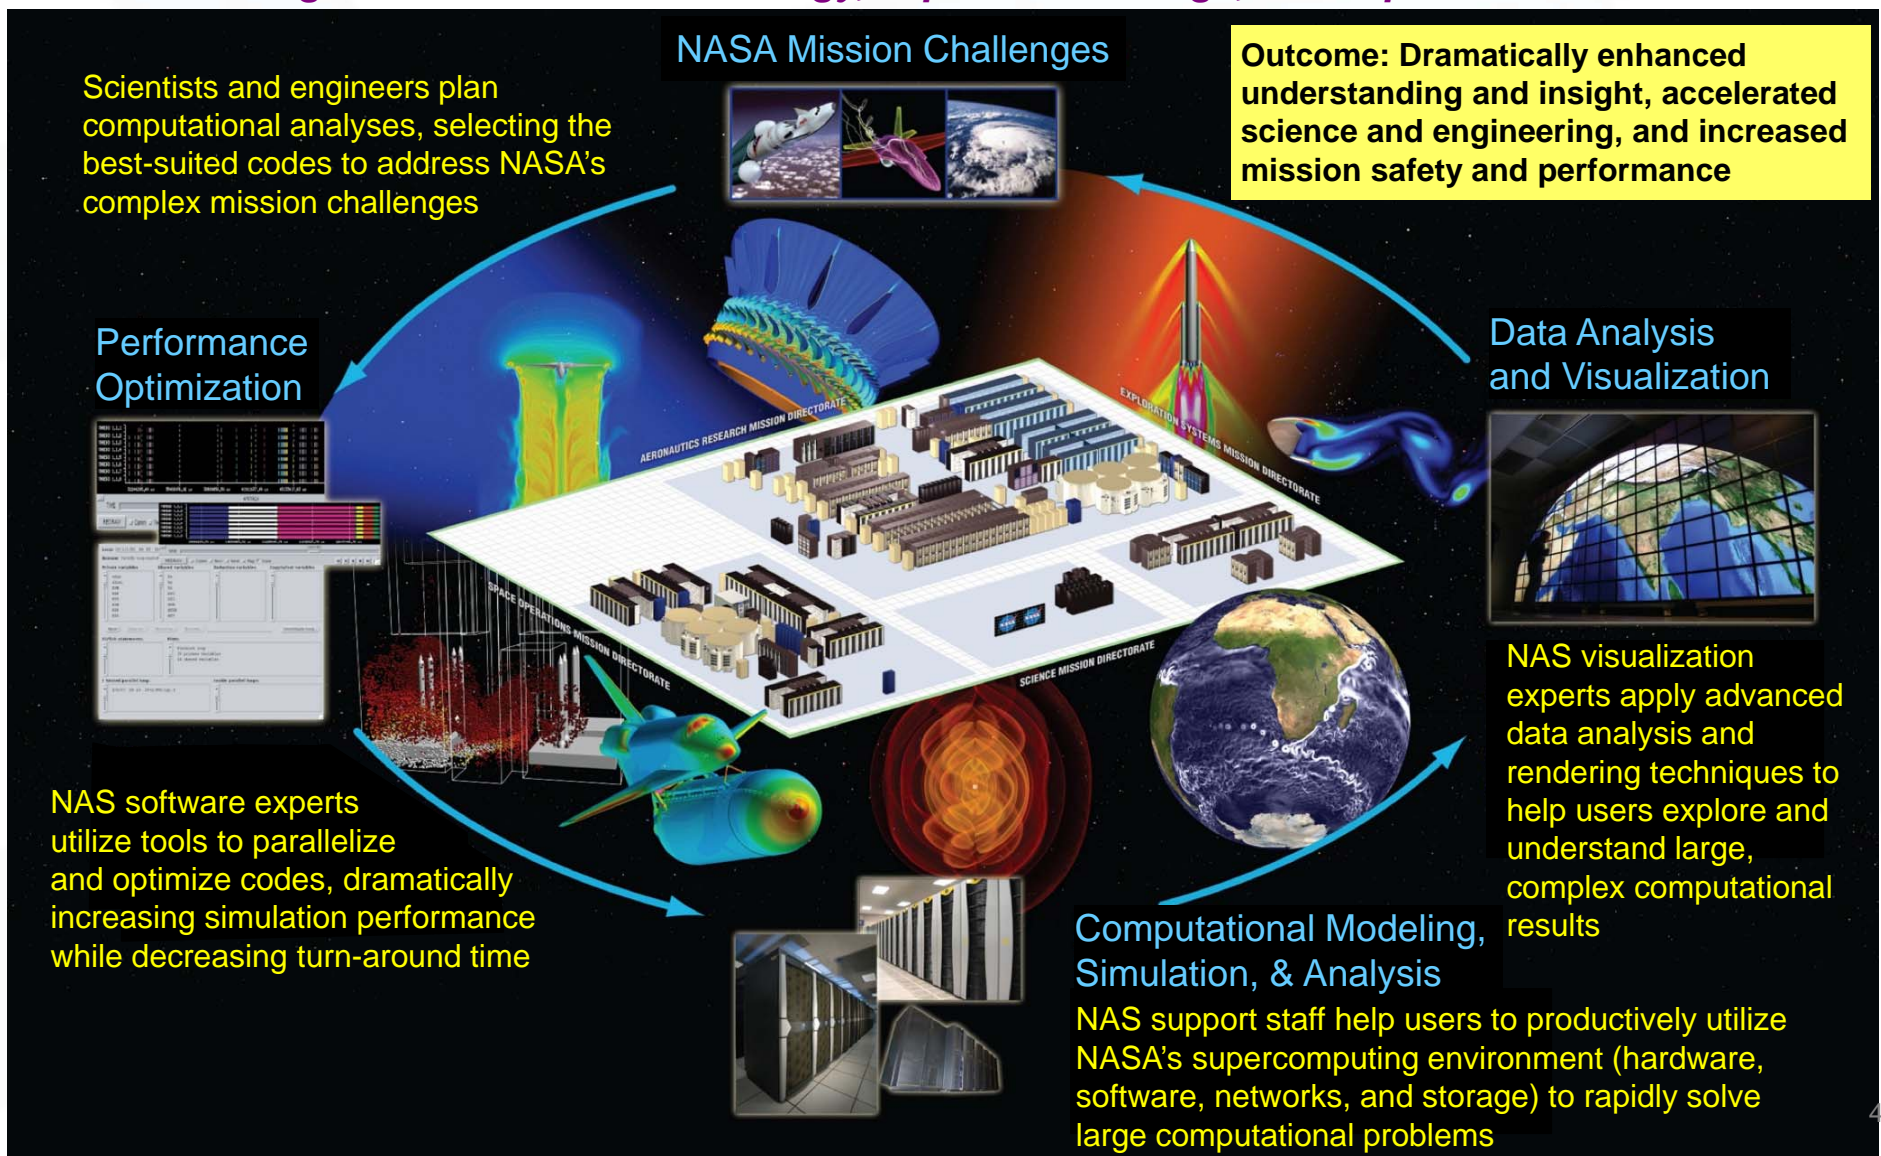 NASA Mission Challenges
Outcome: Dramatically enhanced
understanding and insight, accelerated
science and engineering, and increased
mission safety and performance
Scientists and engineers plan
computational analyses, selecting the
best-suited codes to address NASA's
complex mission challenges
Performance
Optimization
Data Analysis
and Visualization
AERONAUTICS RESEARCH MISSION DIRECTORATE
EXPLORATION SYSTEMS MISSION DIRECTORATE
SPACE OPERATIONS MISSION DIRECTORATE
SCIENCE MISSION DIRECTORATE
NAS visualization
experts apply advanced
data analysis and
rendering techniques to
help users explore and
understand large,
complex computational
results
NAS software experts
utilize tools to parallelize
and optimize codes, dramatically
increasing simulation performance
while decreasing turn-around time
Computational Modeling,
Simulation, & Analysis
NAS support staff help users to productively utilize
NASA's supercomputing environment (hardware,
software, networks, and storage) to rapidly solve
large computational problems
4